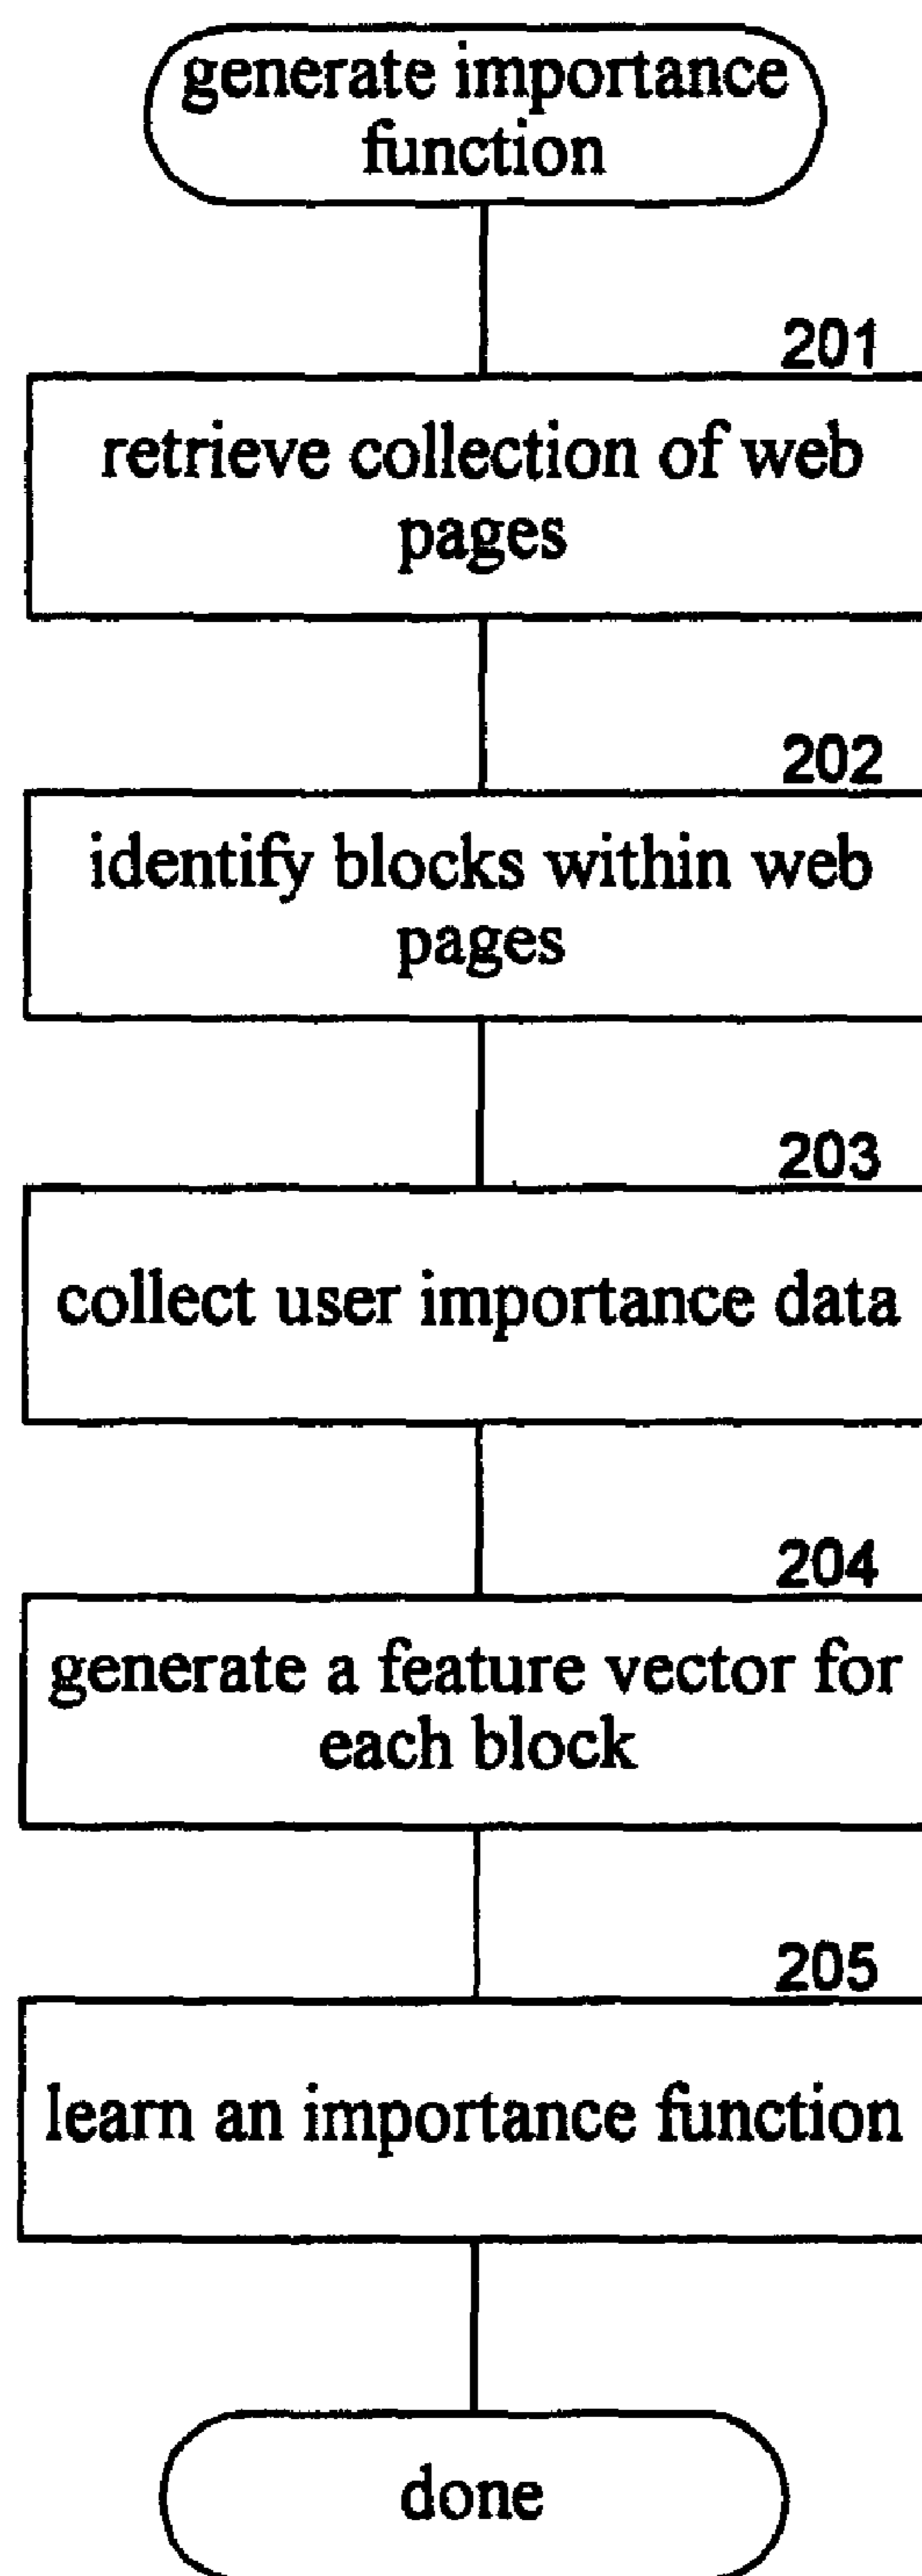 generate importance
function
201
retrieve collection of web
pages
202
identify blocks within web
pages
203
collect user importance data
204
generate a feature vector for
each block
205
learn an importance function
done